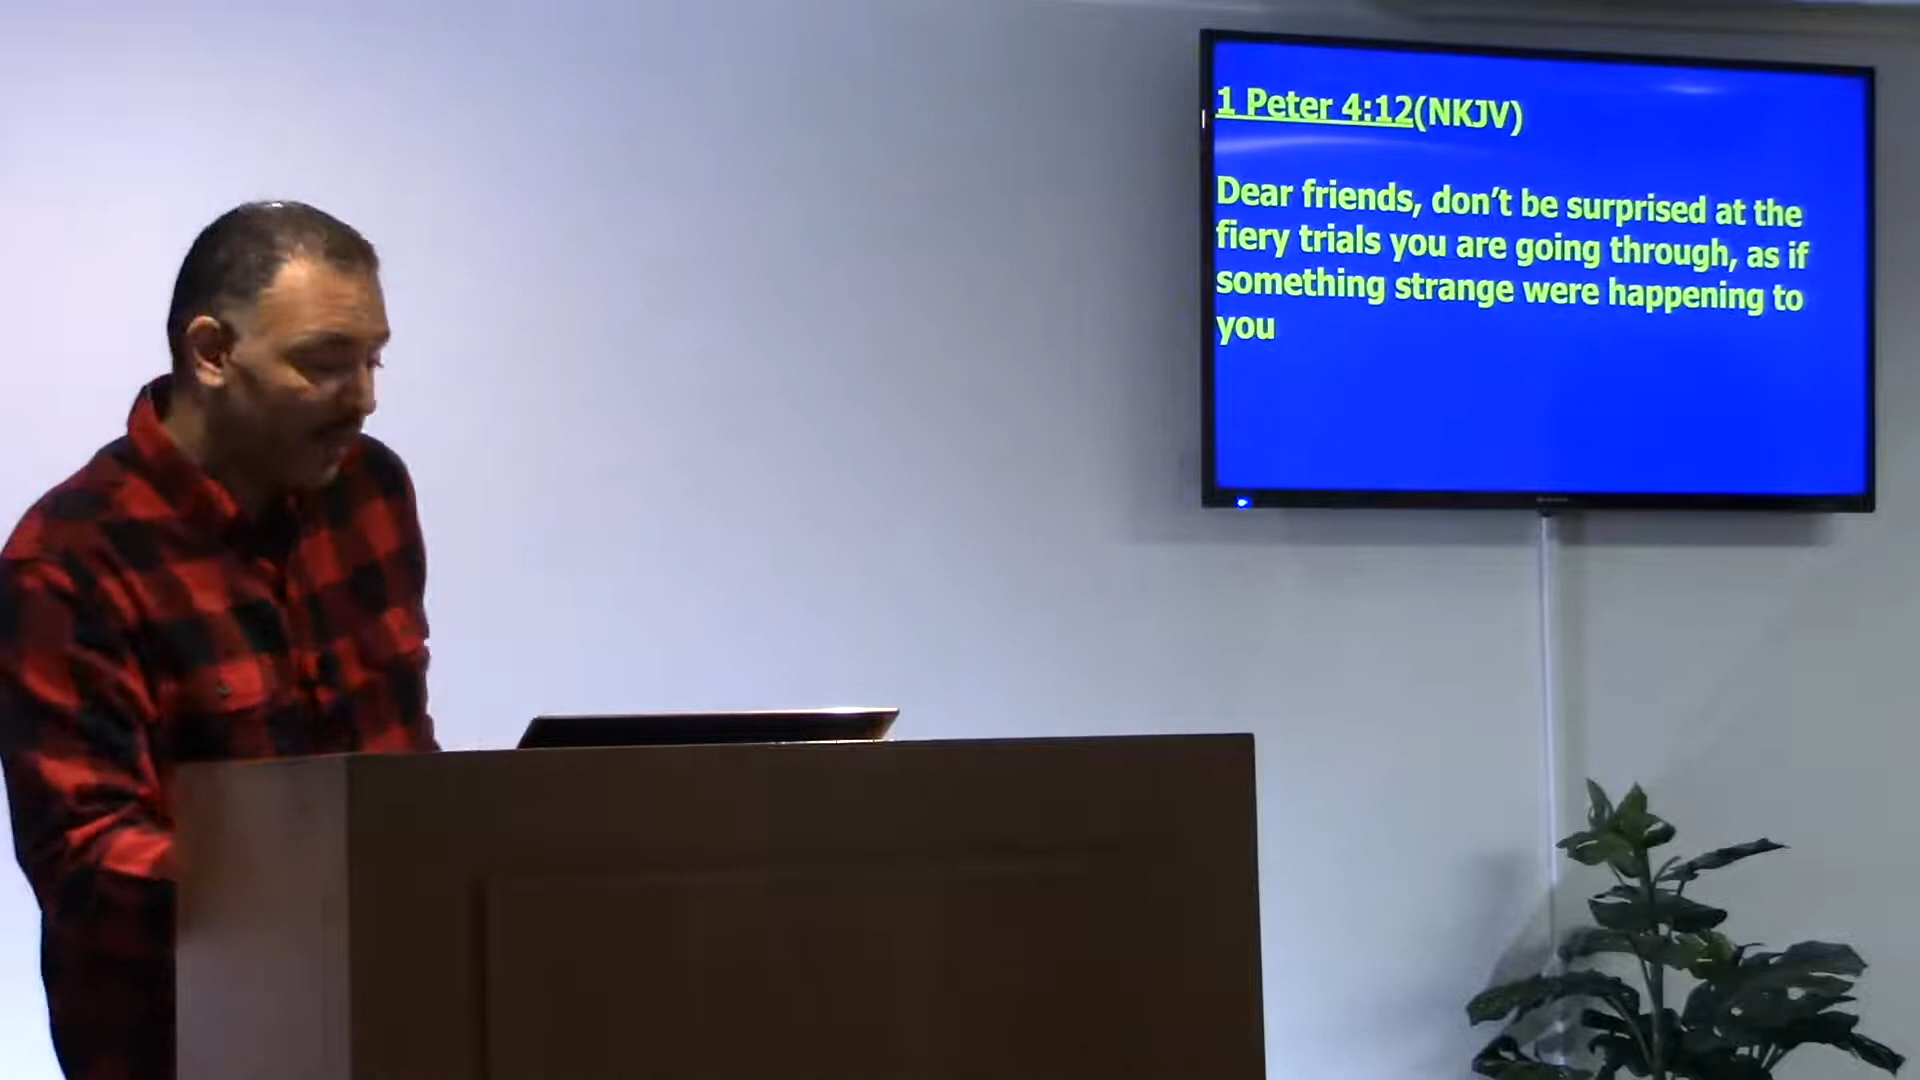 1 Peter 4:12(NKJV)
Dear friends, don't be surprised at the
fiery trials you are going through, as if
something strange were happening to
you